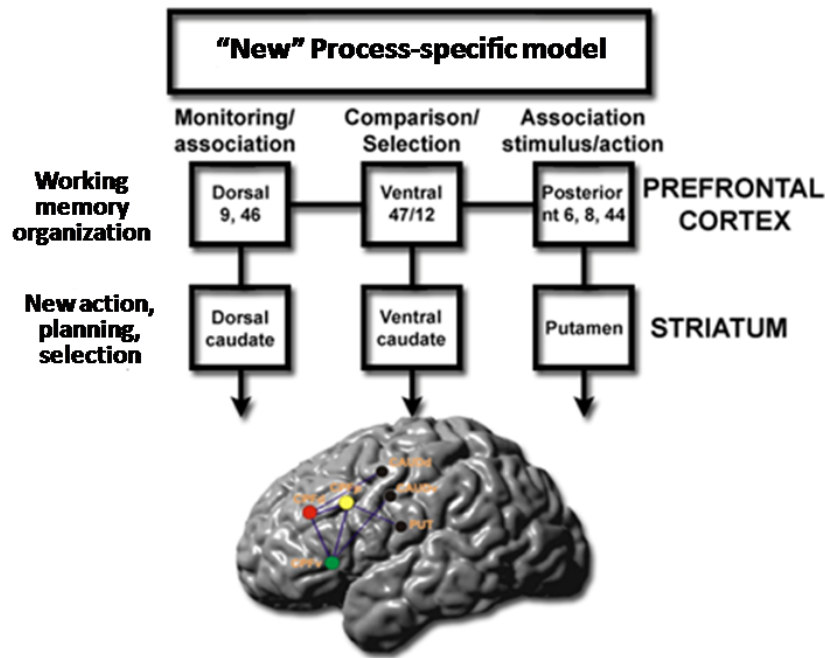 “New” Process-specific model
Monitoring/
association
Comparison/
Selection
Association
stimulus/action
Working
memory
organization
Dorsal
9, 46
Ventral
47/12
Posterior
nt 6, 8, 44
PREFRONTAL
CORTEX
New action,
planning,
selection
Dorsal
caudate
Ventral
caudate
Putamen
STRIATUM
PUT